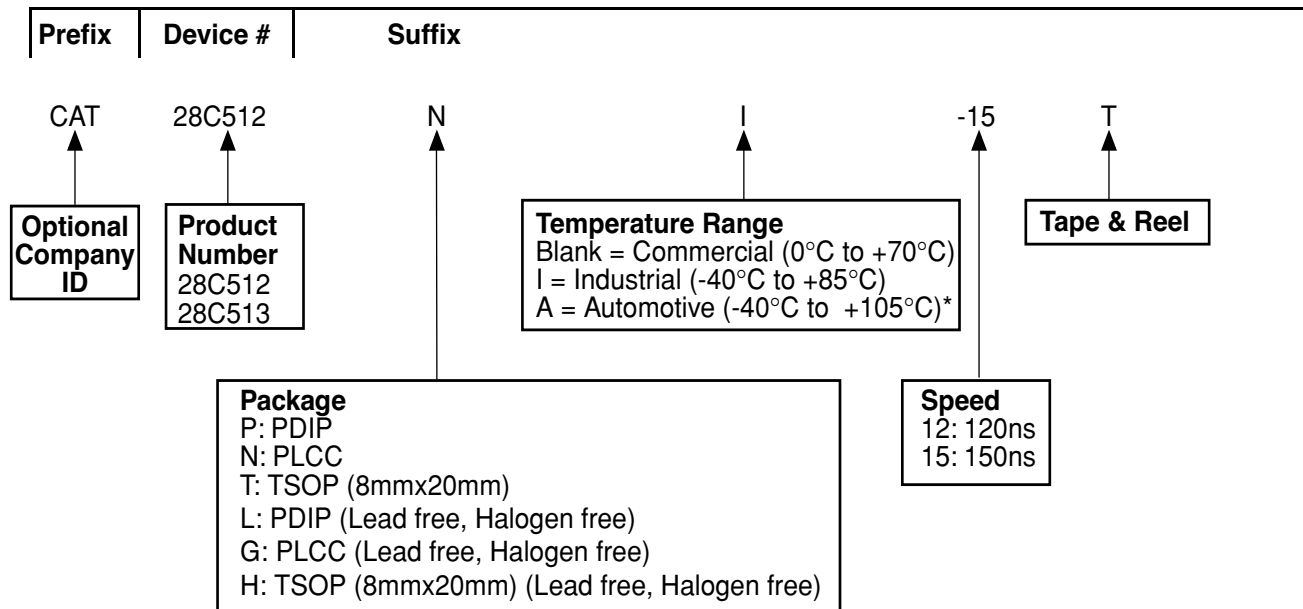 Prefix Device # Suffix
CAT 28C512 N I -15 T
Optional
Company
ID
Product
Number
28C512
28C513
Temperature Range
Blank = Commercial (0°C to +70°C)
I = Industrial (-40°C to +85°C)
A = Automotive (-40°C to +105°C)*
Tape & Reel
Package
P: PDIP
N: PLCC
T: TSOP (8mmx20mm)
L: PDIP (Lead free, Halogen free)
G: PLCC (Lead free, Halogen free)
H: TSOP (8mmx20mm) (Lead free, Halogen free)
Speed
12: 120ns
15: 150ns